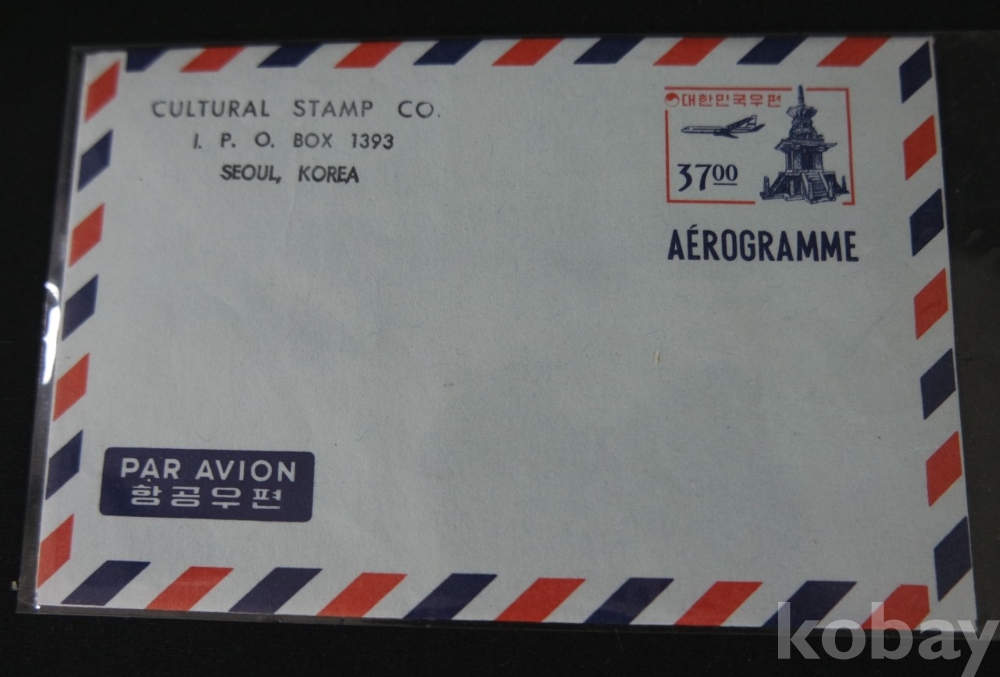 CULTURAL STAMP CO.
I. P. O. BOX 1393
SEOUL, KOREA
대한민국우편
3700
AÉROGRAMME
PAR AVION
항공우편
kobay